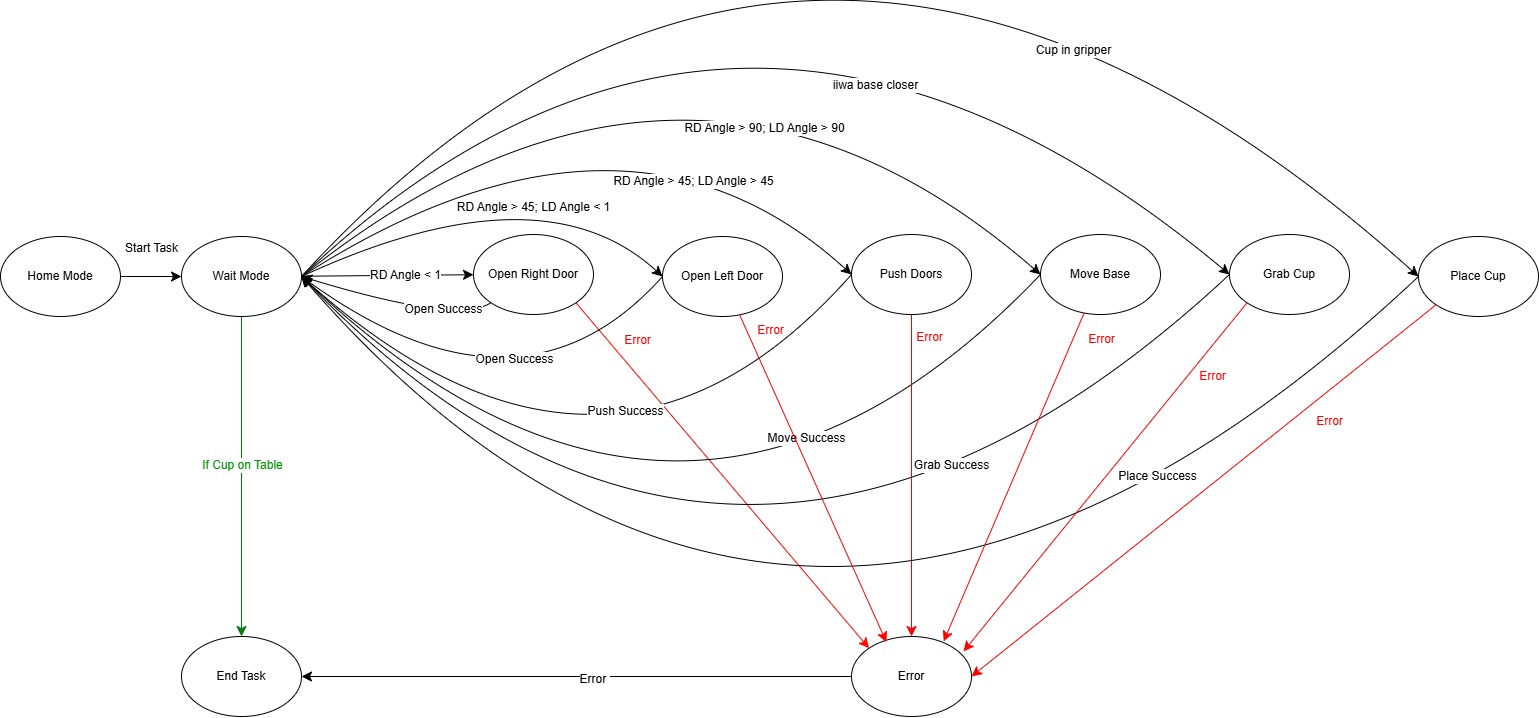 Cup in gripper
iiwa base closer
RD Angle > 90; LD Angle > 90
RD Angle > 45; LD Angle > 45
RD Angle > 45; LD Angle < 1
Start Task
Home Mode
Wait Mode
RD Angle < 1
Open Right Door
Open Left Door
Push Doors
Move Base
Grab Cup
Place Cup
Open Success
Error
Error
Error
Error
Open Success
Error
Push Success
Error
Move Success
If Cup on Table
Grab Success
Place Success
End Task
Error
Error